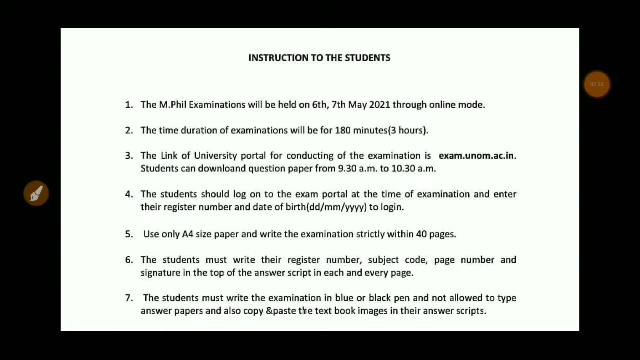 INSTRUCTION TO THE STUDENTS
1. The M.Phil Examinations will be held on 6th, 7th May 2021 through online mode.
2. The time duration of examinations will be for 180 minutes(3 hours).
3. The Link of University portal for conducting of the examination is exam.unom.ac.in.
Students can downloand question paper from 9.30 a.m. to 10.30 a.m.
4. The students should log on to the exam portal at the time of examination and enter
their register number and date of birth(dd/mm/yyyy) to login.
5. Use only A4 size paper and write the examination strictly within 40 pages.
6. The students must write their register number, subject code, page number and
signature in the top of the answer script in each and every page.
7. The students must write the examination in blue or black pen and not allowed to type
answer papers and also copy &paste the text book images in their answer scripts.